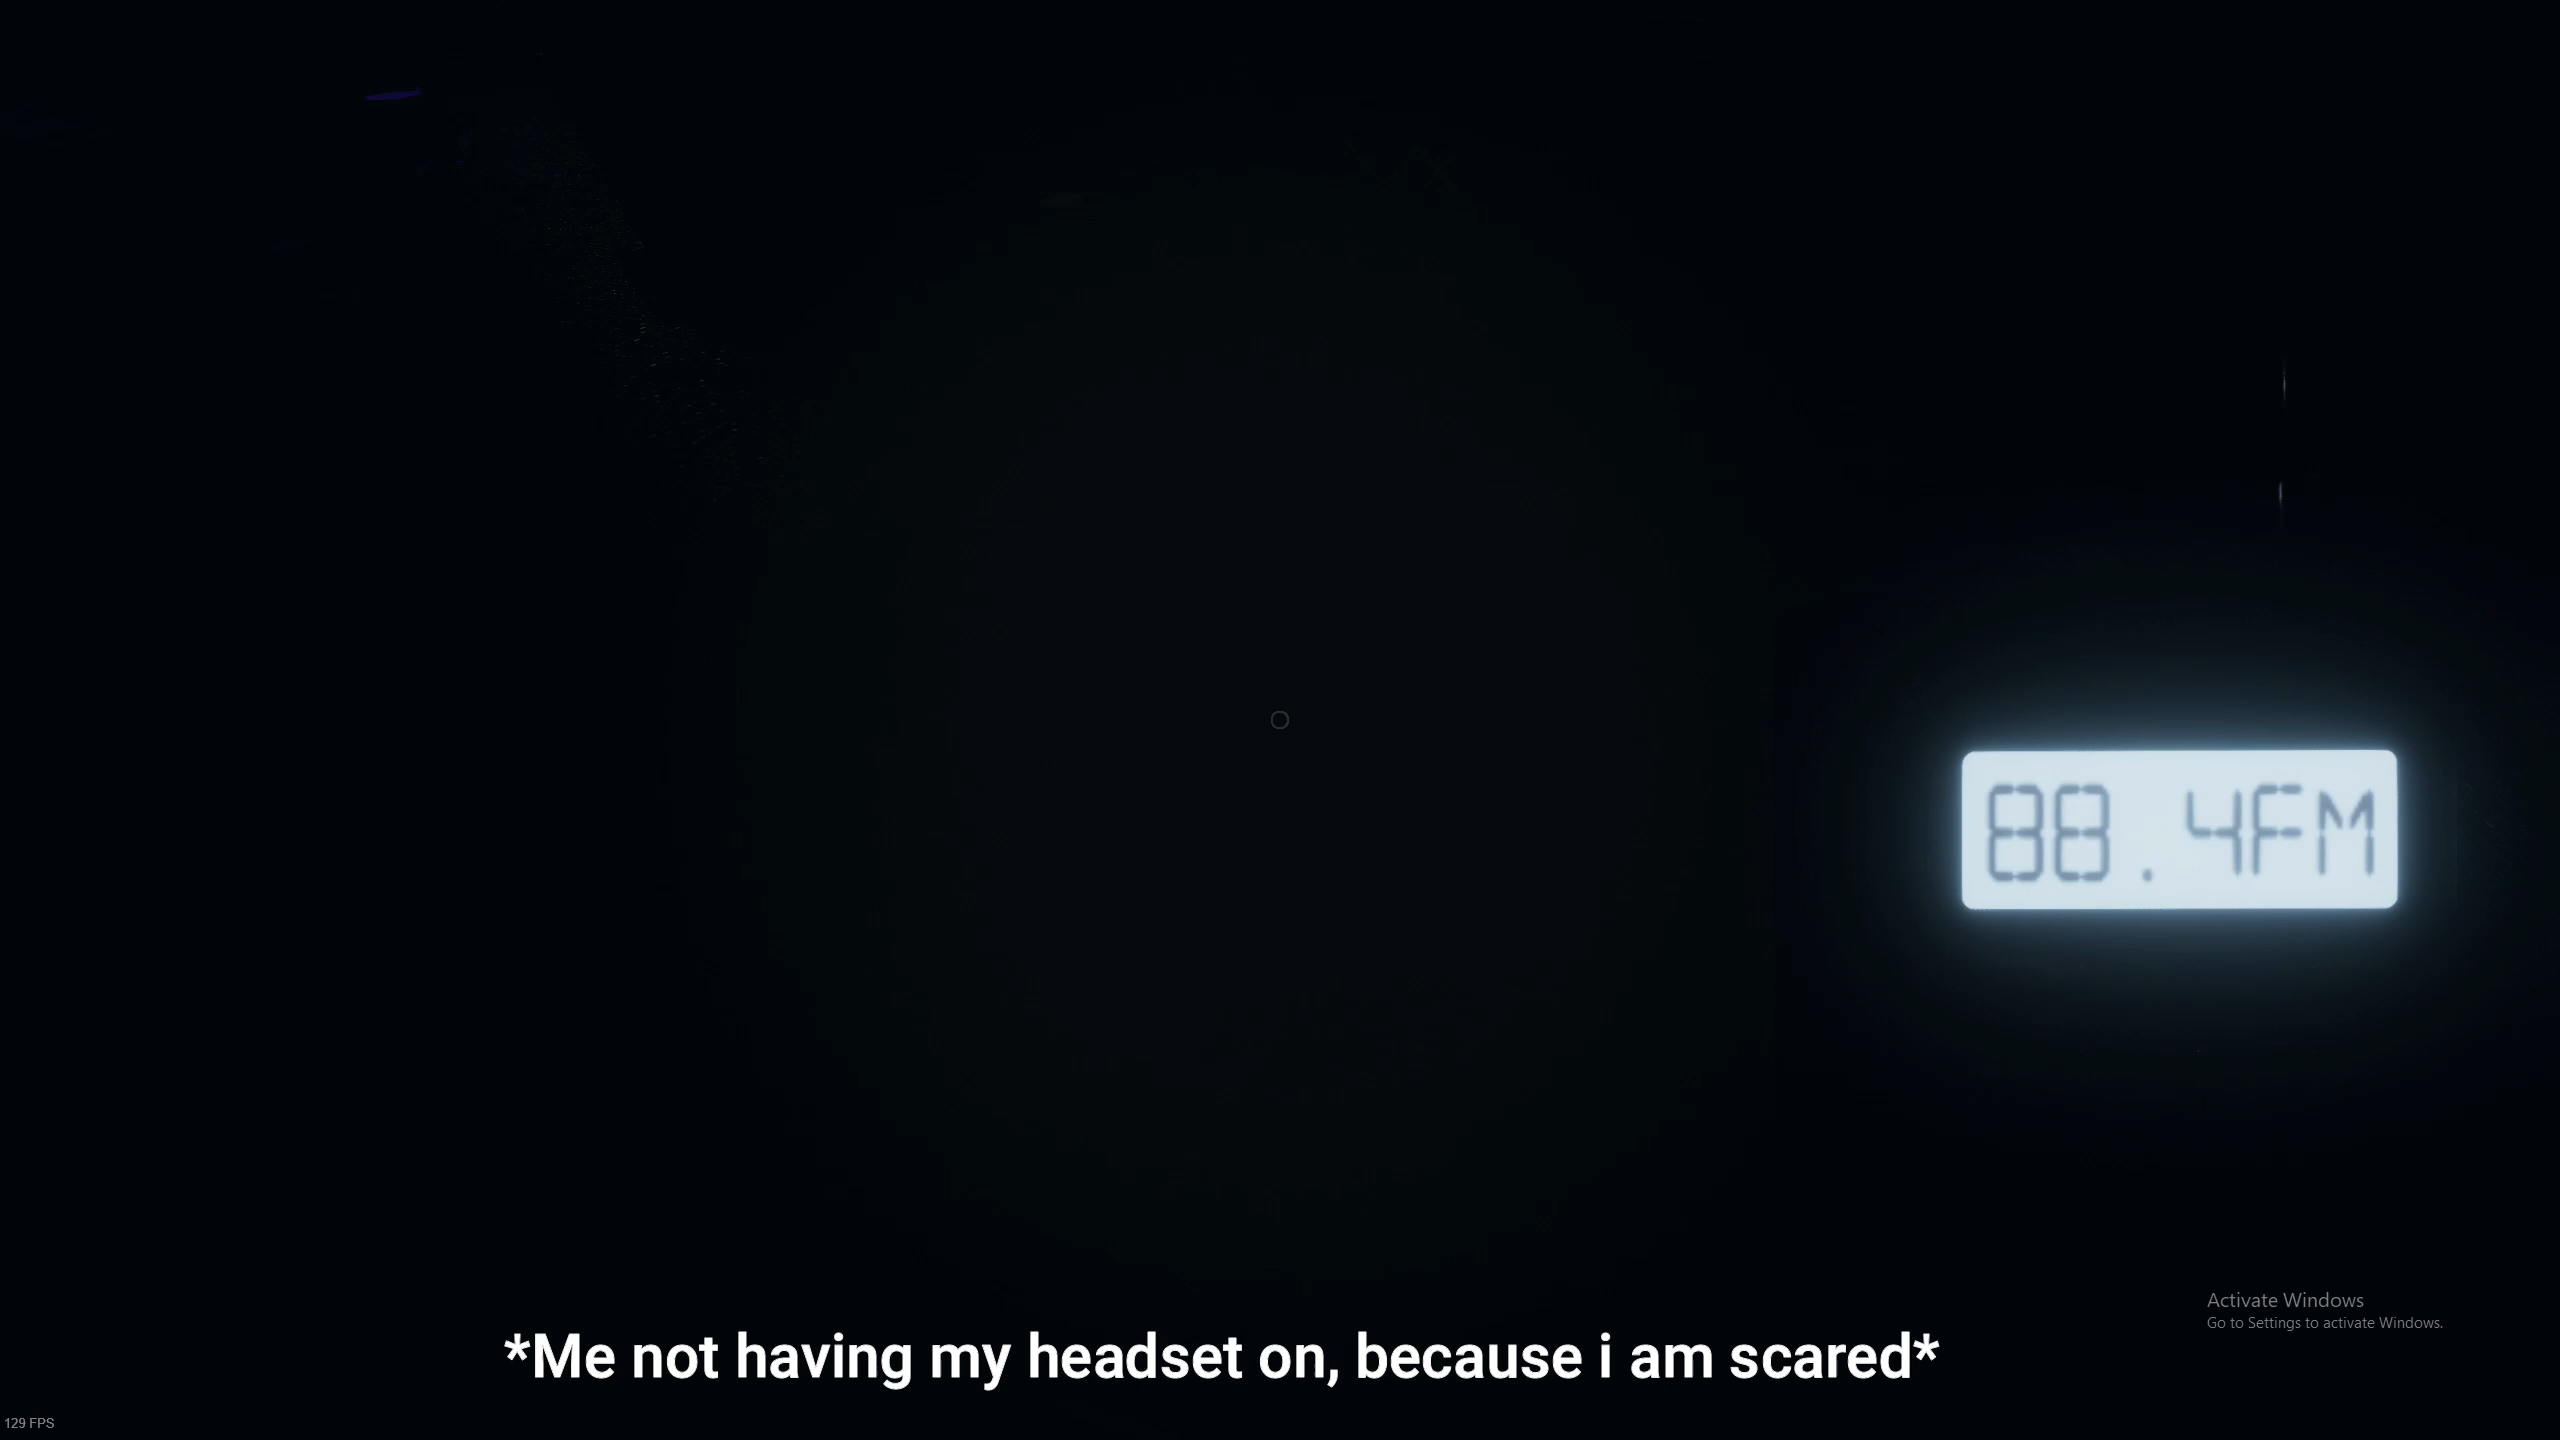 88.4FM
Activate Windows
Go to Settings to activate Windows.
*Me not having my headset on, because i am scared*
129 FPS